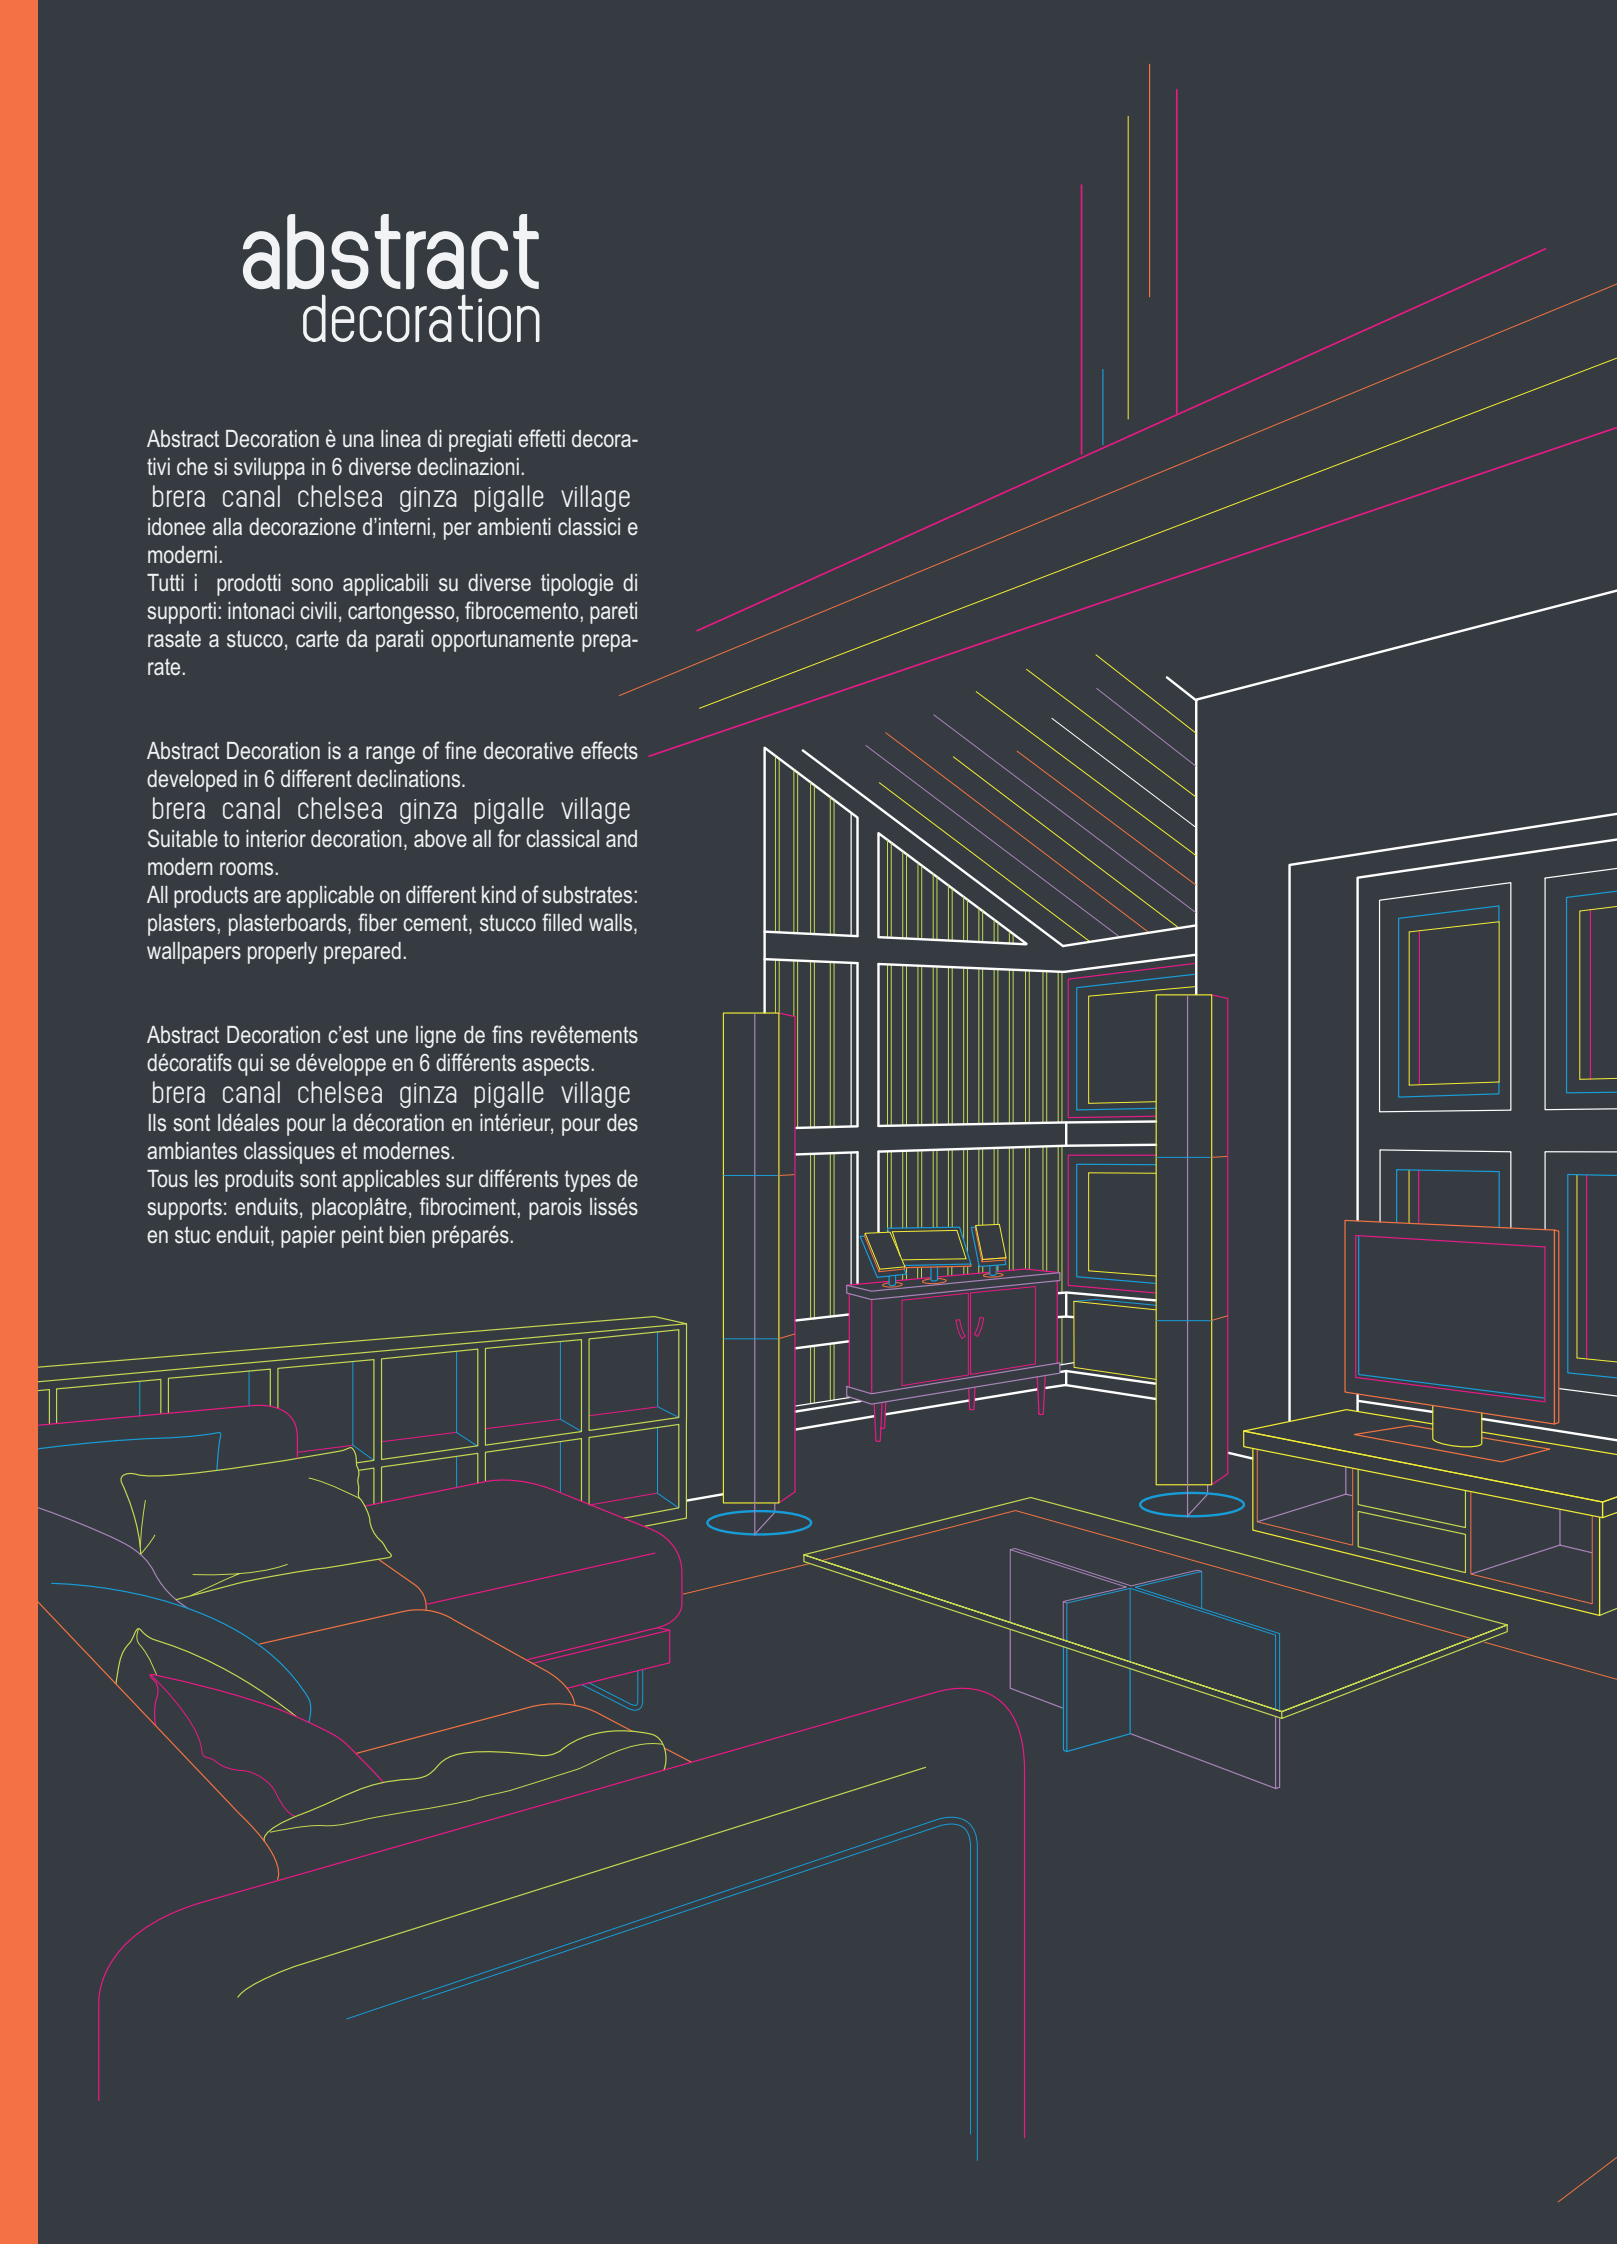 abstract
decoration
Abstract Decoration è una linea di pregiati effetti decora-
tivi che si sviluppa in 6 diverse declinazioni.
brera canal chelsea ginza pigalle village
idonee alla decorazione d’interni, per ambienti classici e
moderni.
Tutti i prodotti sono applicabili su diverse tipologie di
supporti: intonaci civili, cartongesso, fibrocemento, pareti
rasate a stucco, carte da parati opportunamente prepa-
rate.
Abstract Decoration is a range of fine decorative effects
developed in 6 different declinations.
brera canal chelsea ginza pigalle village
Suitable to interior decoration, above all for classical and
modern rooms.
All products are applicable on different kind of substrates:
plasters, plasterboards, fiber cement, stucco filled walls,
wallpapers properly prepared.
Abstract Decoration c’est une ligne de fins revêtements
décoratifs qui se développe en 6 différents aspects.
brera canal chelsea ginza pigalle village
Ils sont Idéales pour la décoration en intérieur, pour des
ambiantes classiques et modernes.
Tous les produits sont applicables sur différents types de
supports: enduits, placoplâtre, fibrociment, parois lissés
en stuc enduit, papier peint bien préparés.